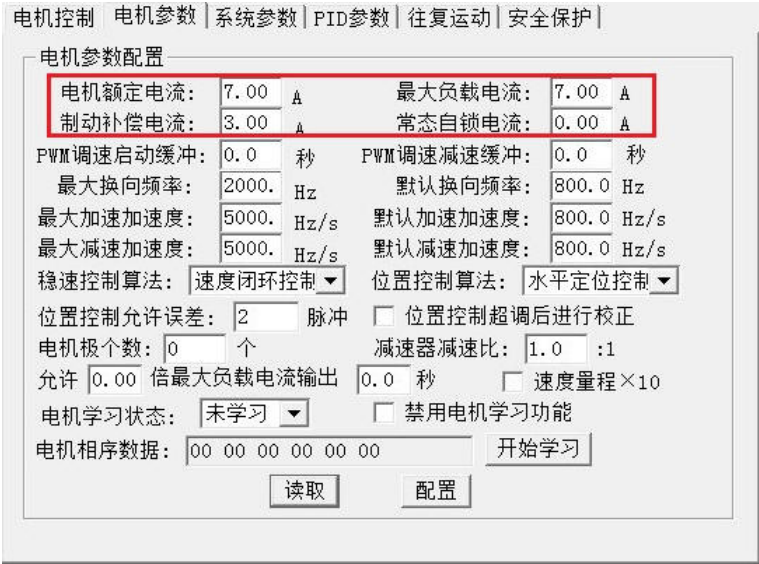 电机控制 电机参数 系统参数 PID参数 往复运动 安全保护
电机参数配置
电机额定电流: 7.00 A 最大负载电流: 7.00 A
制动补偿电流: 3.00 A 常态自锁电流: 0.00 A
PWM调速启动缓冲: 0.0 秒 PWM调速减速缓冲: 0.0 秒
最大换向频率: 2000. Hz 默认换向频率: 800.0 Hz
最大加速加速度: 5000. Hz/s 默认加速加速度: 800.0 Hz/s
最大减速加速度: 5000. Hz/s 默认减速加速度: 800.0 Hz/s
稳速控制算法: 速度闭环控制 位置控制算法: 水平定位控制
位置控制允许误差: 2 脉冲 位置控制超调后进行校正
电机极个数: 0 个 减速器减速比: 1.0 :1
允许 0.00 倍最大负载电流输出 0.0 秒 速度量程×10
电机学习状态: 未学习 禁用电机学习功能
电机相序数据: 00 00 00 00 00 00 开始学习
读取 配置